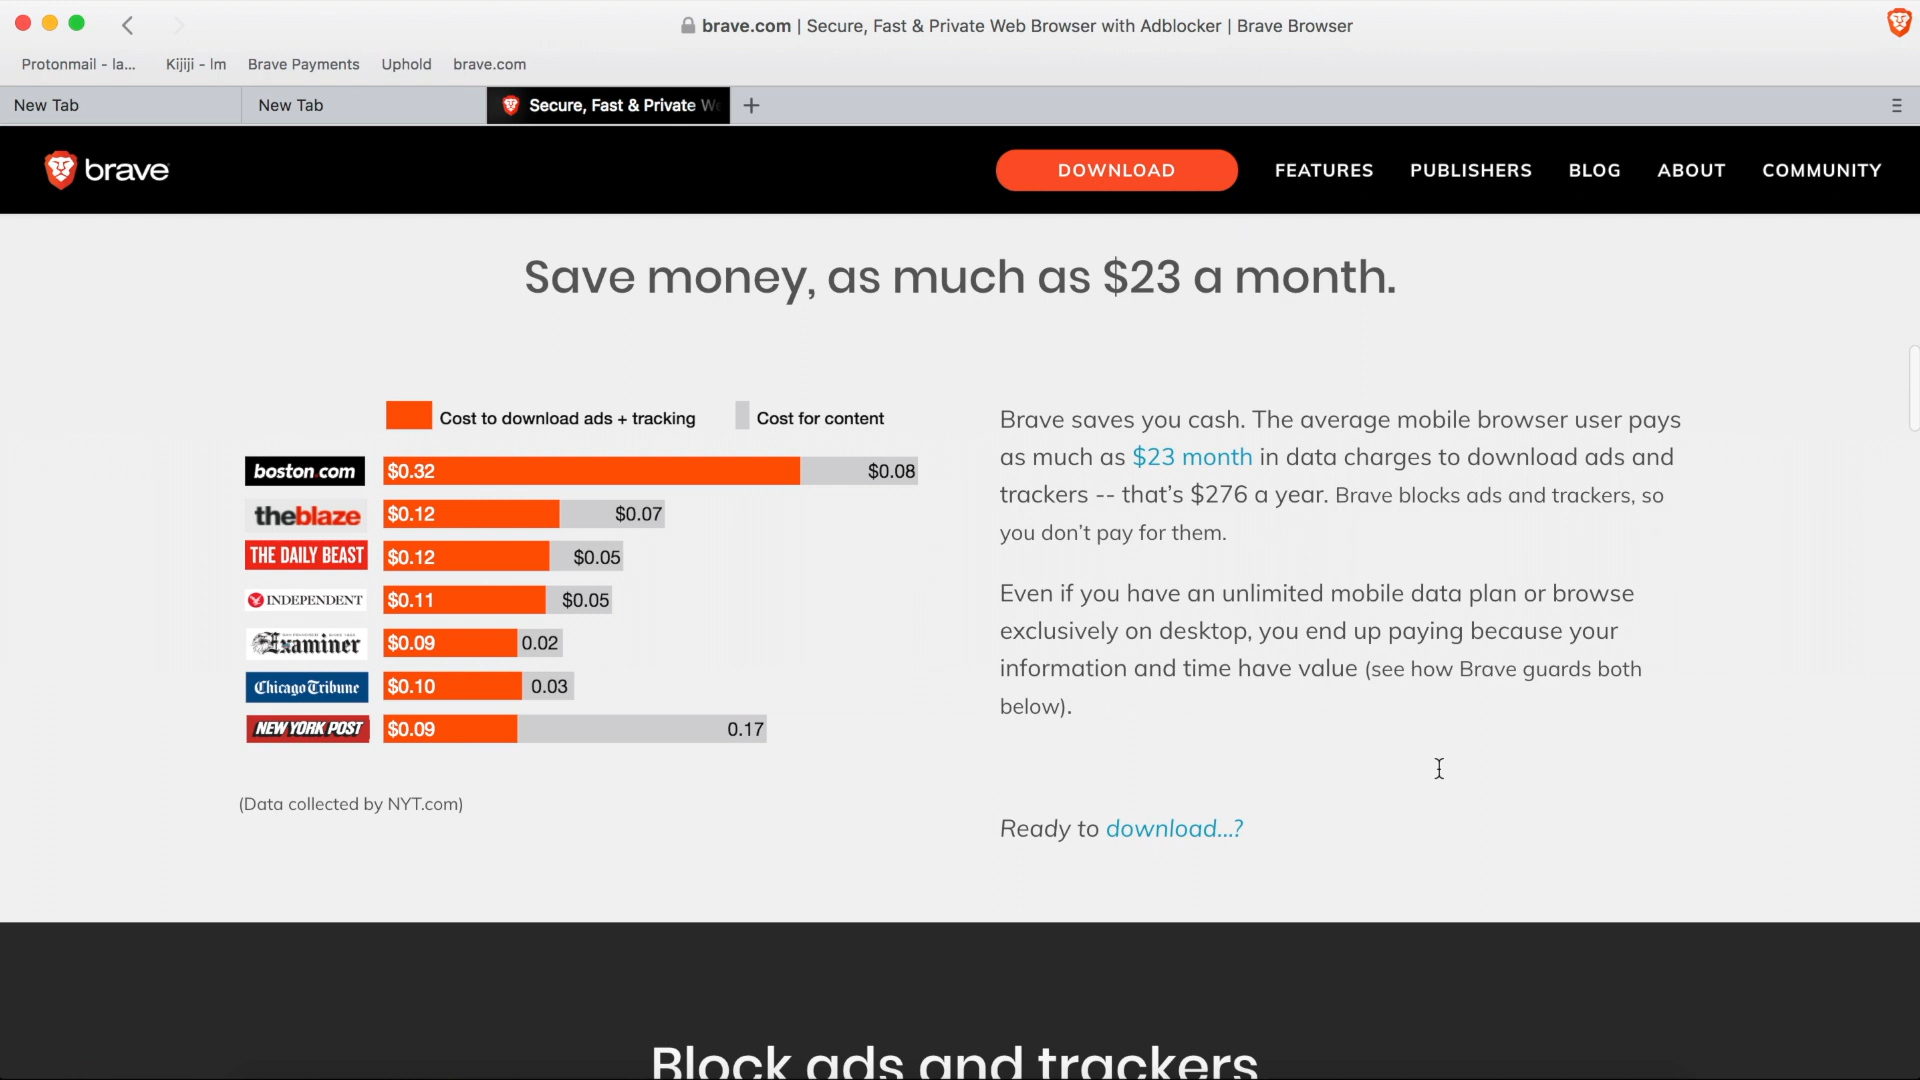 brave.com | Secure, Fast & Private Web Browser with Adblocker | Brave Browser
Protonmail - la... Kijiji - Im Brave Payments Uphold brave.com
New Tab New Tab Secure, Fast & Private We
brave DOWNLOAD FEATURES PUBLISHERS BLOG ABOUT COMMUNITY
Save money, as much as $23 a month.
Cost to download ads + tracking Cost for content
boston.com $0.32 $0.08
theblaze $0.12 $0.07
THE DAILY BEAST $0.12 $0.05
INDEPENDENT $0.11 $0.05
Examiner $0.09 0.02
Chicago Tribune $0.10 0.03
NEW YORK POST $0.09 0.17
(Data collected by NYT.com)
Brave saves you cash. The average mobile browser user pays
as much as $23 month in data charges to download ads and
trackers -- that's $276 a year. Brave blocks ads and trackers, so
you don't pay for them.
Even if you have an unlimited mobile data plan or browse
exclusively on desktop, you end up paying because your
information and time have value (see how Brave guards both
below).
Ready to download...?
Block ads and trackers